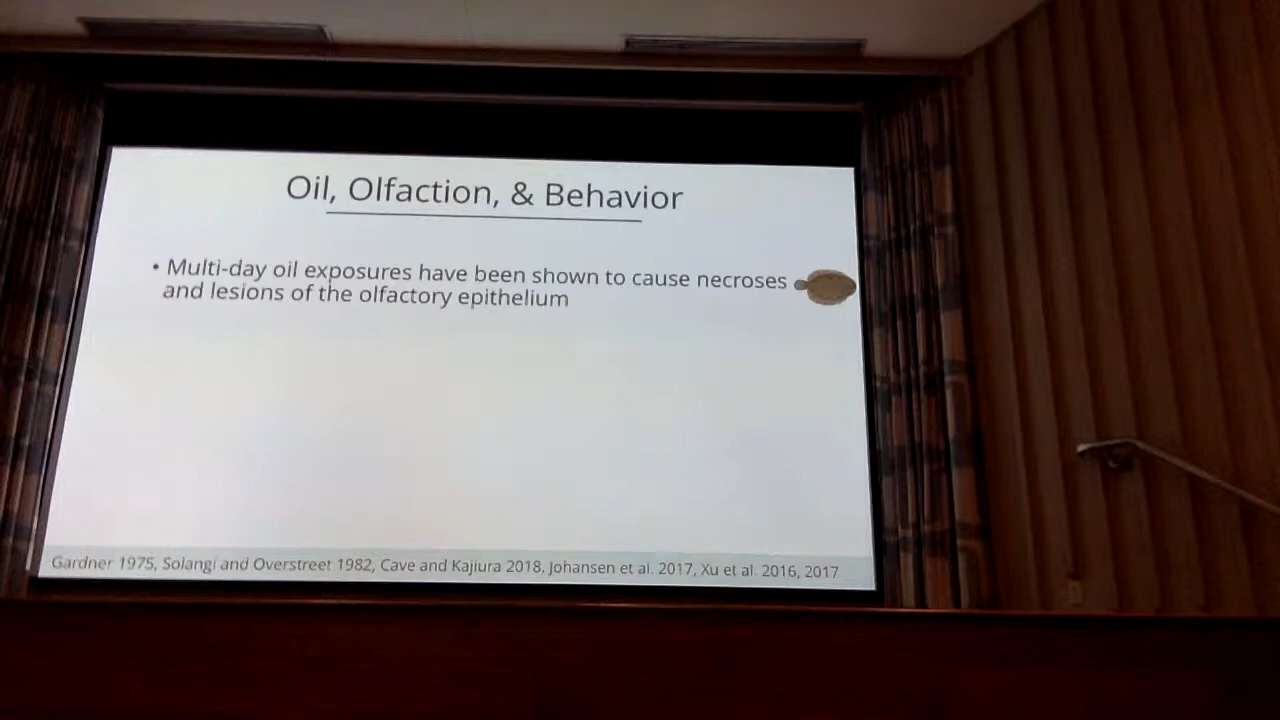 Oil, Olfaction, & Behavior
• Multi-day oil exposures have been shown to cause necroses
and lesions of the olfactory epithelium
Gardner 1975, Solangi and Overstreet 1982, Cave and Kajiura 2018, Johansen et al. 2017, Xu et al. 2016, 2017